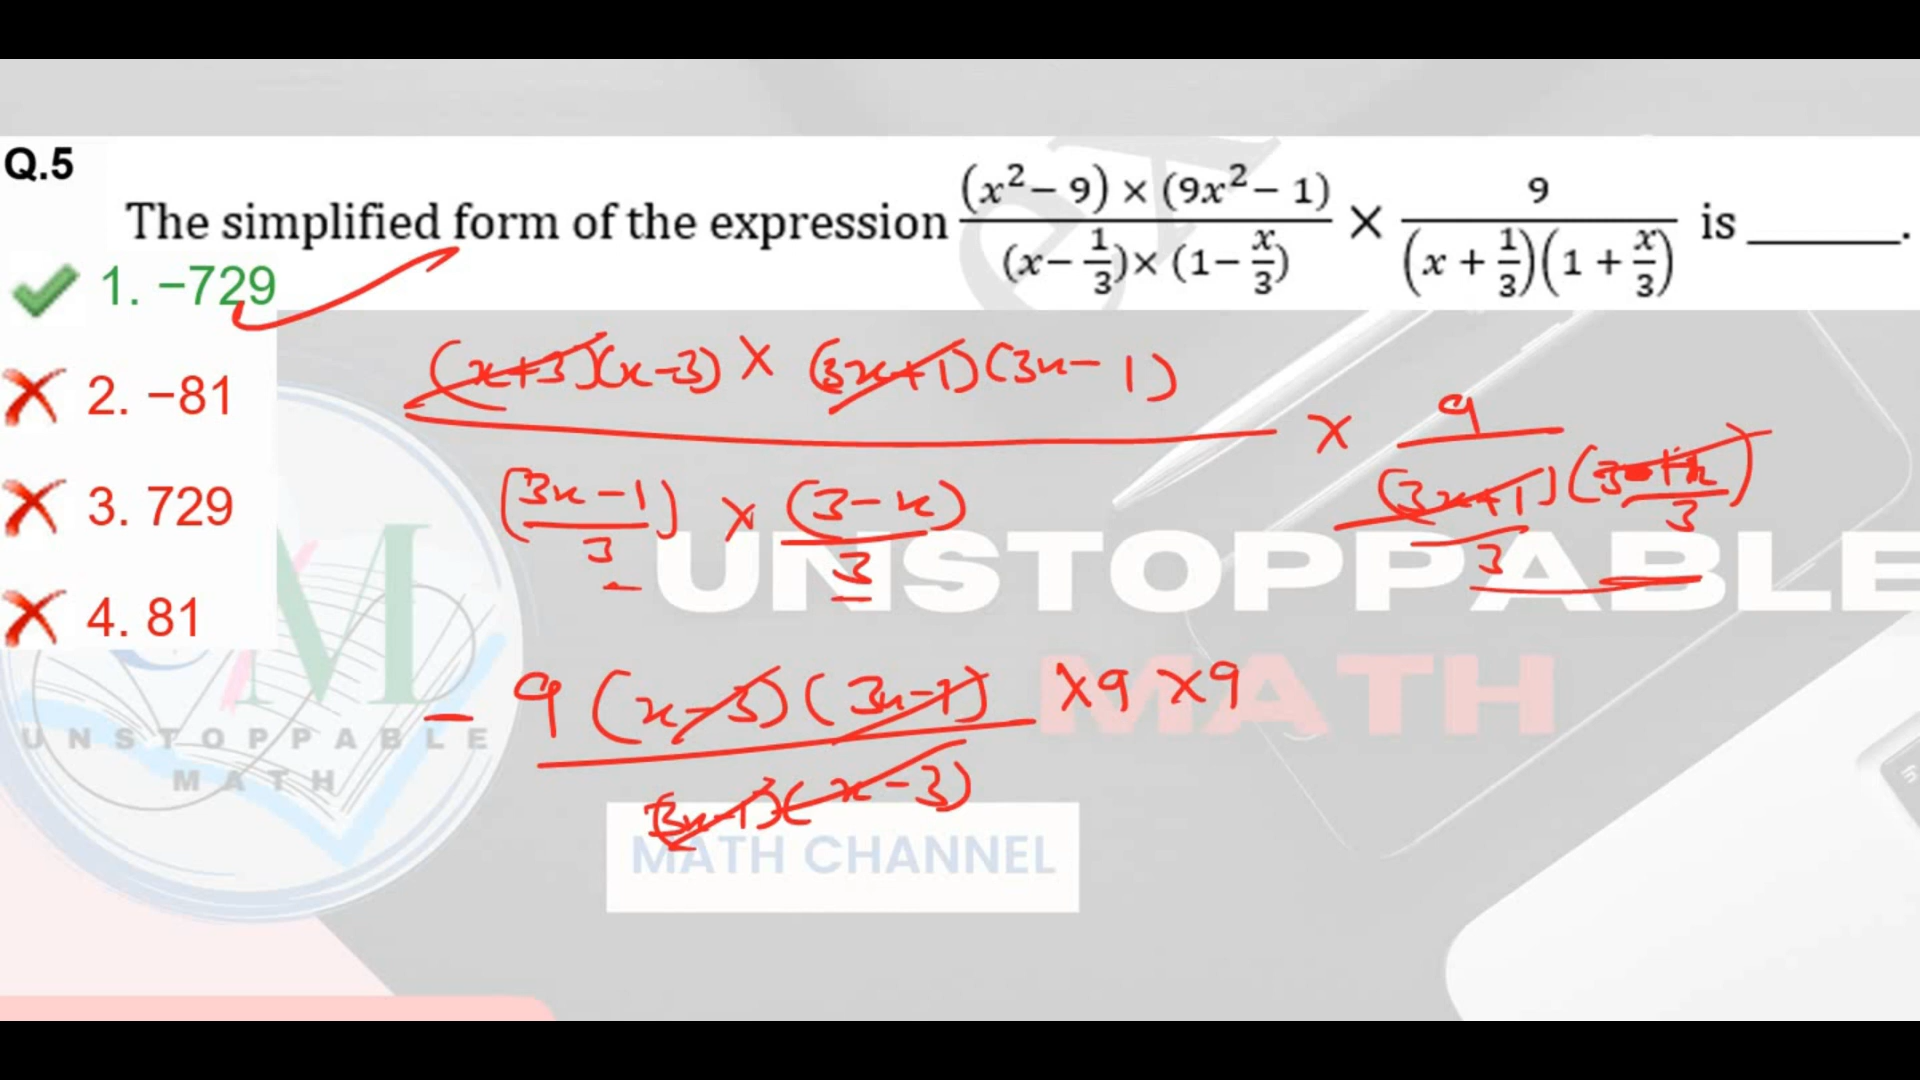 Q.5
The simplified form of the expression (x² − 9) × (9x² − 1) / (x − 1/3) × (1 − x/3) × 9 / (x + 1/3)(1 + x/3) is ______.
1. −729
2. −81
3. 729
4. 81
(x+3)(x-3) × (3x+1)(3x-1)
(3x-1)/3 × (3-x)/3 × 9 / (3x+1)/3 (3+x)/3
− 9 (x-3)(3x-1) × 9 × 9
(3x-1)(x-3)
UNSTOPPABLE
MATH
MATH CHANNEL
M
UNSTOPPABLE
MATH